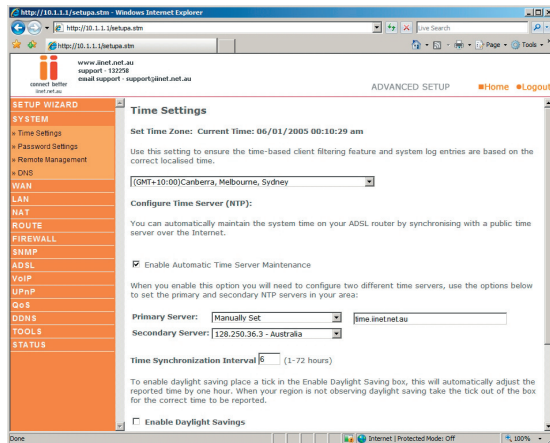 http://10.1.1.1/setupa.stm - Windows Internet Explorer
http://10.1.1.1/setupa.stm
Live Search
http://10.1.1.1/setupa.stm
Page
Tools
www.iinet.net.au
support - 132258
email support - support@iinet.net.au
connect better
iinet.net.au
ADVANCED SETUP
Home
Logout
SETUP WIZARD
SYSTEM
» Time Settings
» Password Settings
» Remote Management
» DNS
WAN
LAN
NAT
ROUTE
FIREWALL
SNMP
ADSL
VoIP
UPnP
QoS
DDNS
TOOLS
STATUS
Time Settings
Set Time Zone: Current Time: 06/01/2005 00:10:29 am
Use this setting to ensure the time-based client filtering feature and system log entries are based on the
correct localised time.
(GMT+10:00)Canberra, Melbourne, Sydney
Configure Time Server (NTP):
You can automatically maintain the system time on your ADSL router by synchronising with a public time
server over the Internet.
Enable Automatic Time Server Maintenance
When you enable this option you will need to configure two different time servers, use the options below
to set the primary and secondary NTP servers in your area:
Primary Server: Manually Set time.iinet.net.au
Secondary Server: 128.250.36.3 - Australia
Time Synchronization Interval 6 (1-72 hours)
To enable daylight saving place a tick in the Enable Daylight Saving box, this will automatically adjust the
reported time by one hour. When your region is not observing daylight saving take the tick out of the box
for the correct time to be reported.
Enable Daylight Savings
Done
Internet | Protected Mode: Off
100%